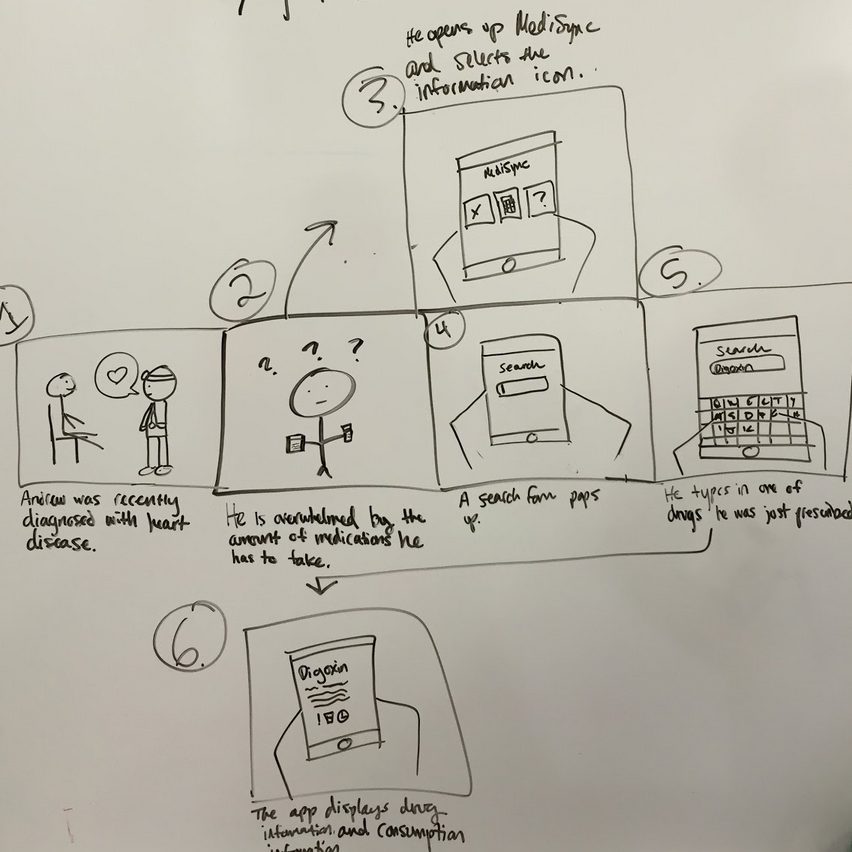 1
Andrew was recently
diagnosed with heart
disease.
2
? ? ?
He is overwhelmed by the
amount of medications he
has to take.
3.
He opens up MediSync
and selects the
information icon.
MediSync
X ?
4
Search
A search form pops
up.
5.
Search
Digoxin
Q W E R T Y
A S D F G H
I J K
He types in one of
drugs he was just prescribed
6.
Digoxin
!
The app displays drug
information and consumption
information